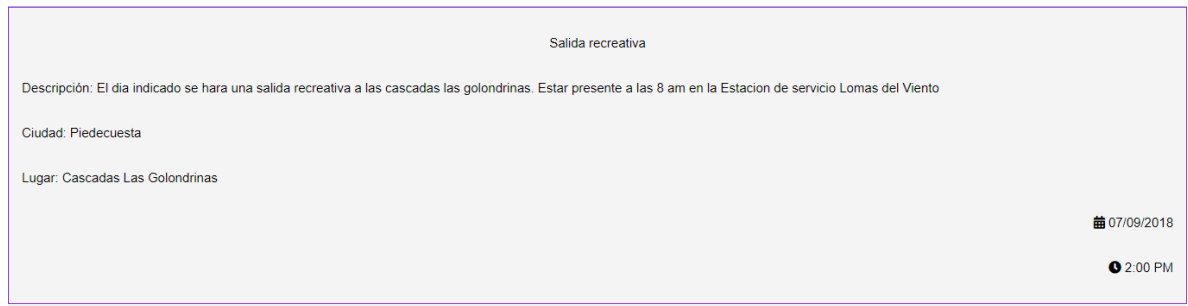 Salida recreativa
Descripción: El dia indicado se hara una salida recreativa a las cascadas las golondrinas. Estar presente a las 8 am en la Estacion de servicio Lomas del Viento
Ciudad: Piedecuesta
Lugar: Cascadas Las Golondrinas
07/09/2018
2:00 PM